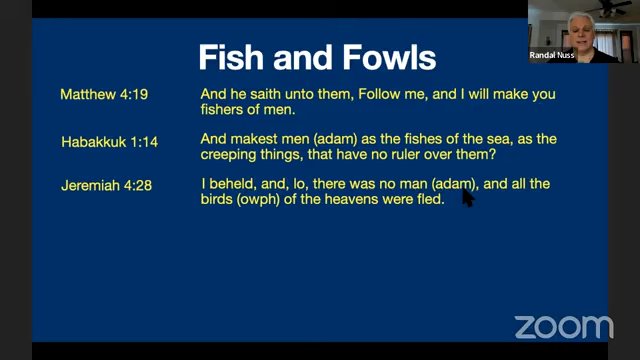 Fish and Fowls
Randal Nuss
Matthew 4:19
And he saith unto them, Follow me, and I will make you
fishers of men.
Habakkuk 1:14
And makest men (adam) as the fishes of the sea, as the
creeping things, that have no ruler over them?
Jeremiah 4:28
I beheld, and, lo, there was no man (adam), and all the
birds (owph) of the heavens were fled.
zoom